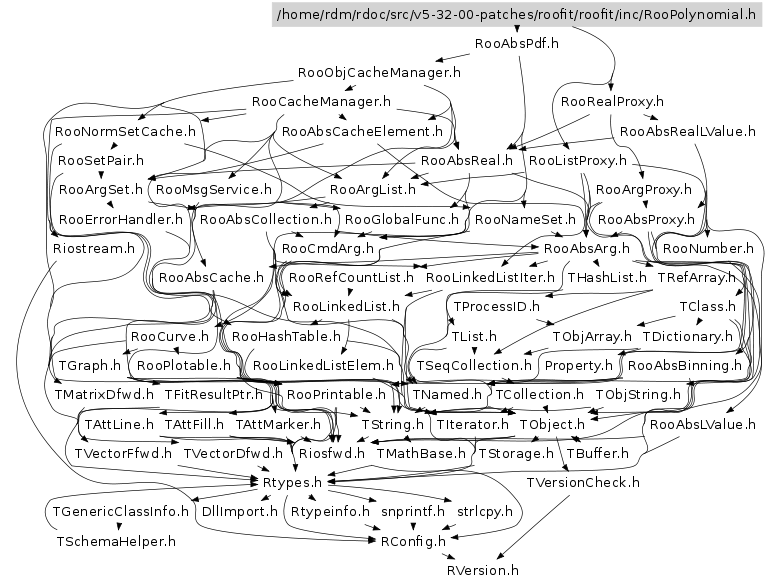 /home/rdm/rdoc/src/v5-32-00-patches/roofit/roofit/inc/RooPolynomial.h
RooAbsPdf.h
RooObjCacheManager.h
RooCacheManager.h RooRealProxy.h
RooNormSetCache.h RooAbsCacheElement.h RooAbsRealLValue.h
RooSetPair.h RooAbsReal.h RooListProxy.h
RooArgSet.h RooMsgService.h RooArgList.h RooArgProxy.h
RooErrorHandler.h RooAbsCollection.h RooGlobalFunc.h RooNameSet.h RooAbsProxy.h
Riostream.h RooCmdArg.h RooAbsArg.h RooNumber.h
RooAbsCache.h RooRefCountList.h RooLinkedListIter.h THashList.h TRefArray.h
RooLinkedList.h TProcessID.h TClass.h
RooCurve.h RooHashTable.h TList.h TObjArray.h TDictionary.h
TGraph.h RooPlotable.h RooLinkedListElem.h TSeqCollection.h Property.h RooAbsBinning.h
TMatrixDfwd.h TFitResultPtr.h RooPrintable.h TNamed.h TCollection.h TObjString.h
TAttLine.h TAttFill.h TAttMarker.h TString.h TIterator.h TObject.h RooAbsLValue.h
TVectorFfwd.h TVectorDfwd.h Riosfwd.h TMathBase.h TStorage.h TBuffer.h
Rtypes.h TVersionCheck.h
TGenericClassInfo.h DllImport.h Rtypeinfo.h snprintf.h strlcpy.h
TSchemaHelper.h RConfig.h
RVersion.h